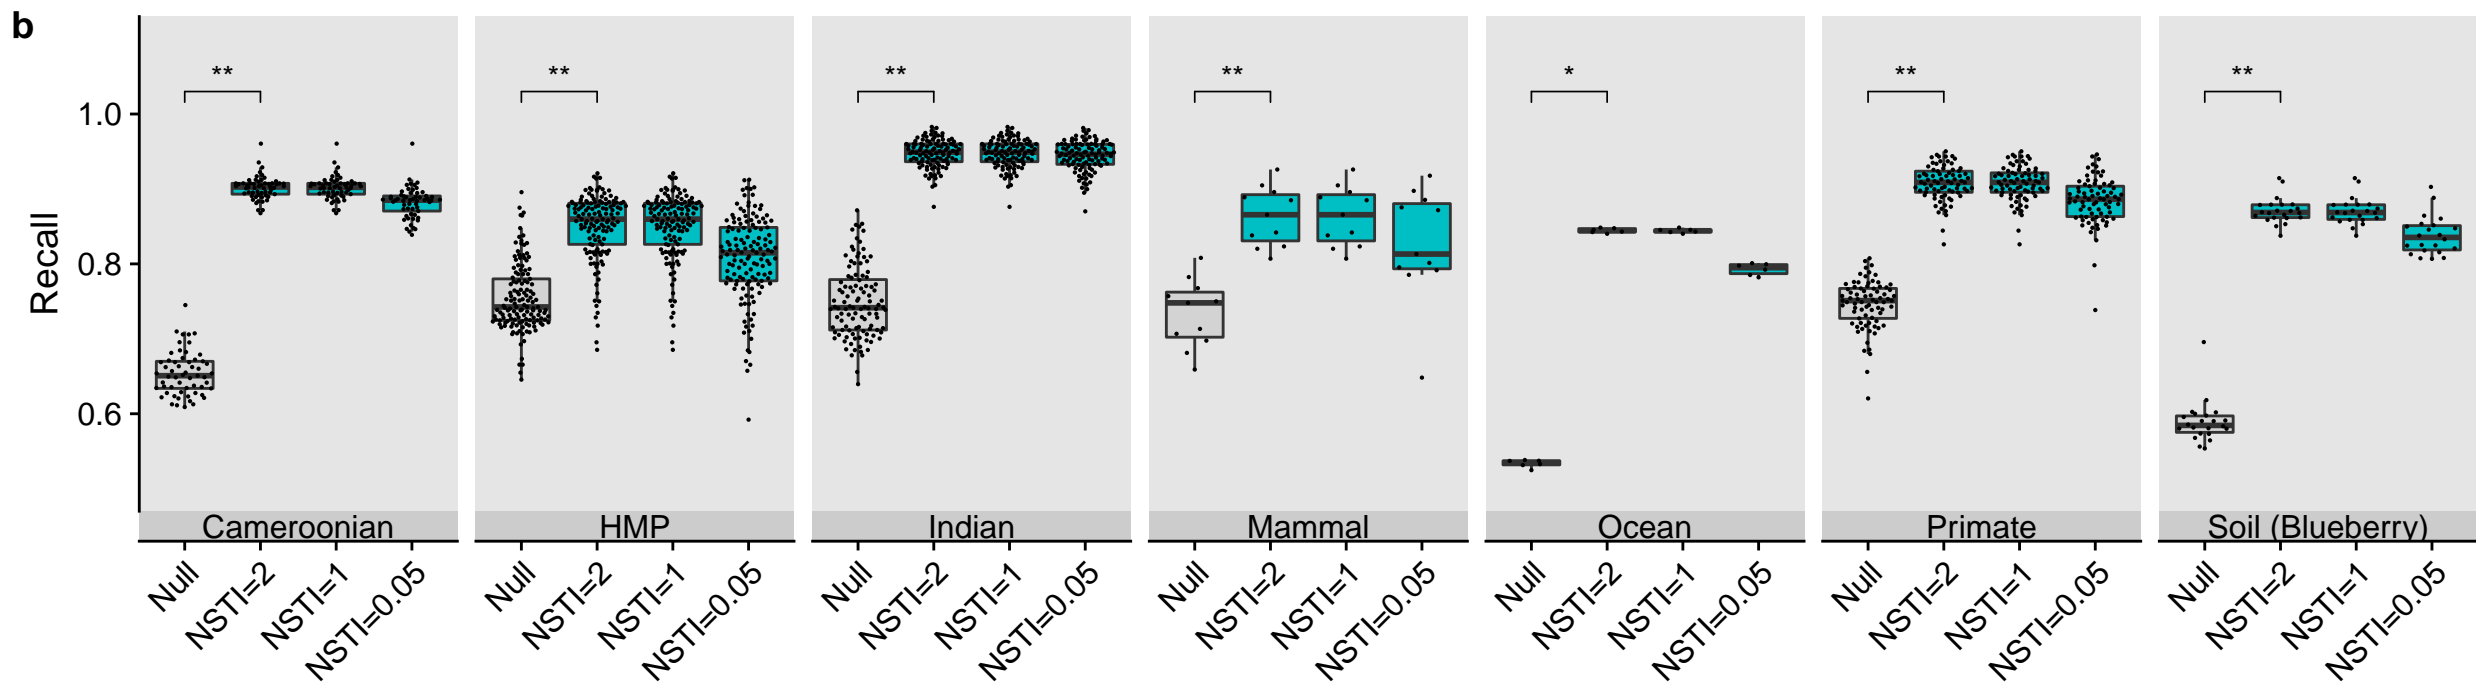 b
Recall
1.0
0.8
0.6
** ** ** ** * ** **
Cameroonian HMP Indian Mammal Ocean Primate Soil (Blueberry)
Null NSTI=2 NSTI=1 NSTI=0.05 Null NSTI=2 NSTI=1 NSTI=0.05 Null NSTI=2 NSTI=1 NSTI=0.05 Null NSTI=2 NSTI=1 NSTI=0.05 Null NSTI=2 NSTI=1 NSTI=0.05 Null NSTI=2 NSTI=1 NSTI=0.05 Null NSTI=2 NSTI=1 NSTI=0.05